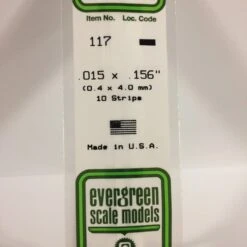 Item No. Loc. Code
117
.015 x .156"
(0.4 x 4.0 mm)
10 Strips
Made in U.S.A.
evergreen
scale models